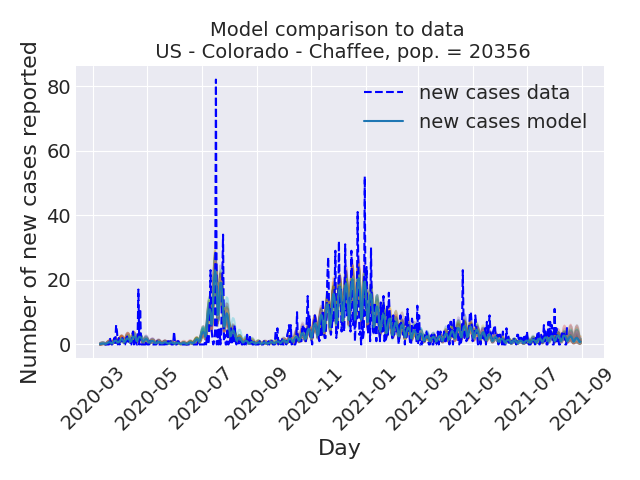 Model comparison to data
US - Colorado - Chaffee, pop. = 20356
Number of new cases reported
80
60
40
20
0
new cases data
new cases model
2020-03
2020-05
2020-07
2020-09
2020-11
2021-01
2021-03
2021-05
2021-07
2021-09
Day